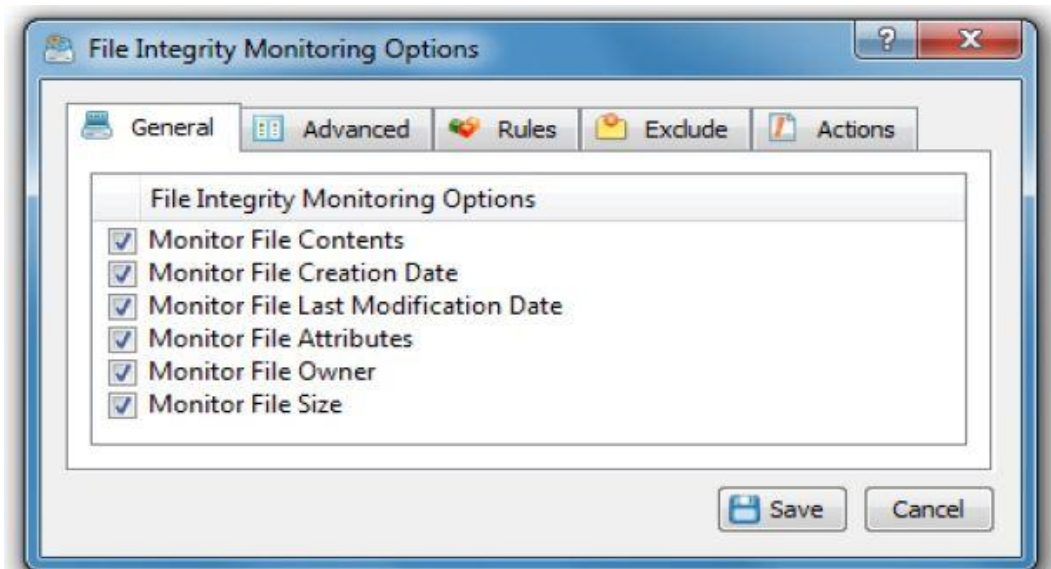 File Integrity Monitoring Options
?
General Advanced Rules Exclude Actions
File Integrity Monitoring Options
Monitor File Contents
Monitor File Creation Date
Monitor File Last Modification Date
Monitor File Attributes
Monitor File Owner
Monitor File Size
Save Cancel